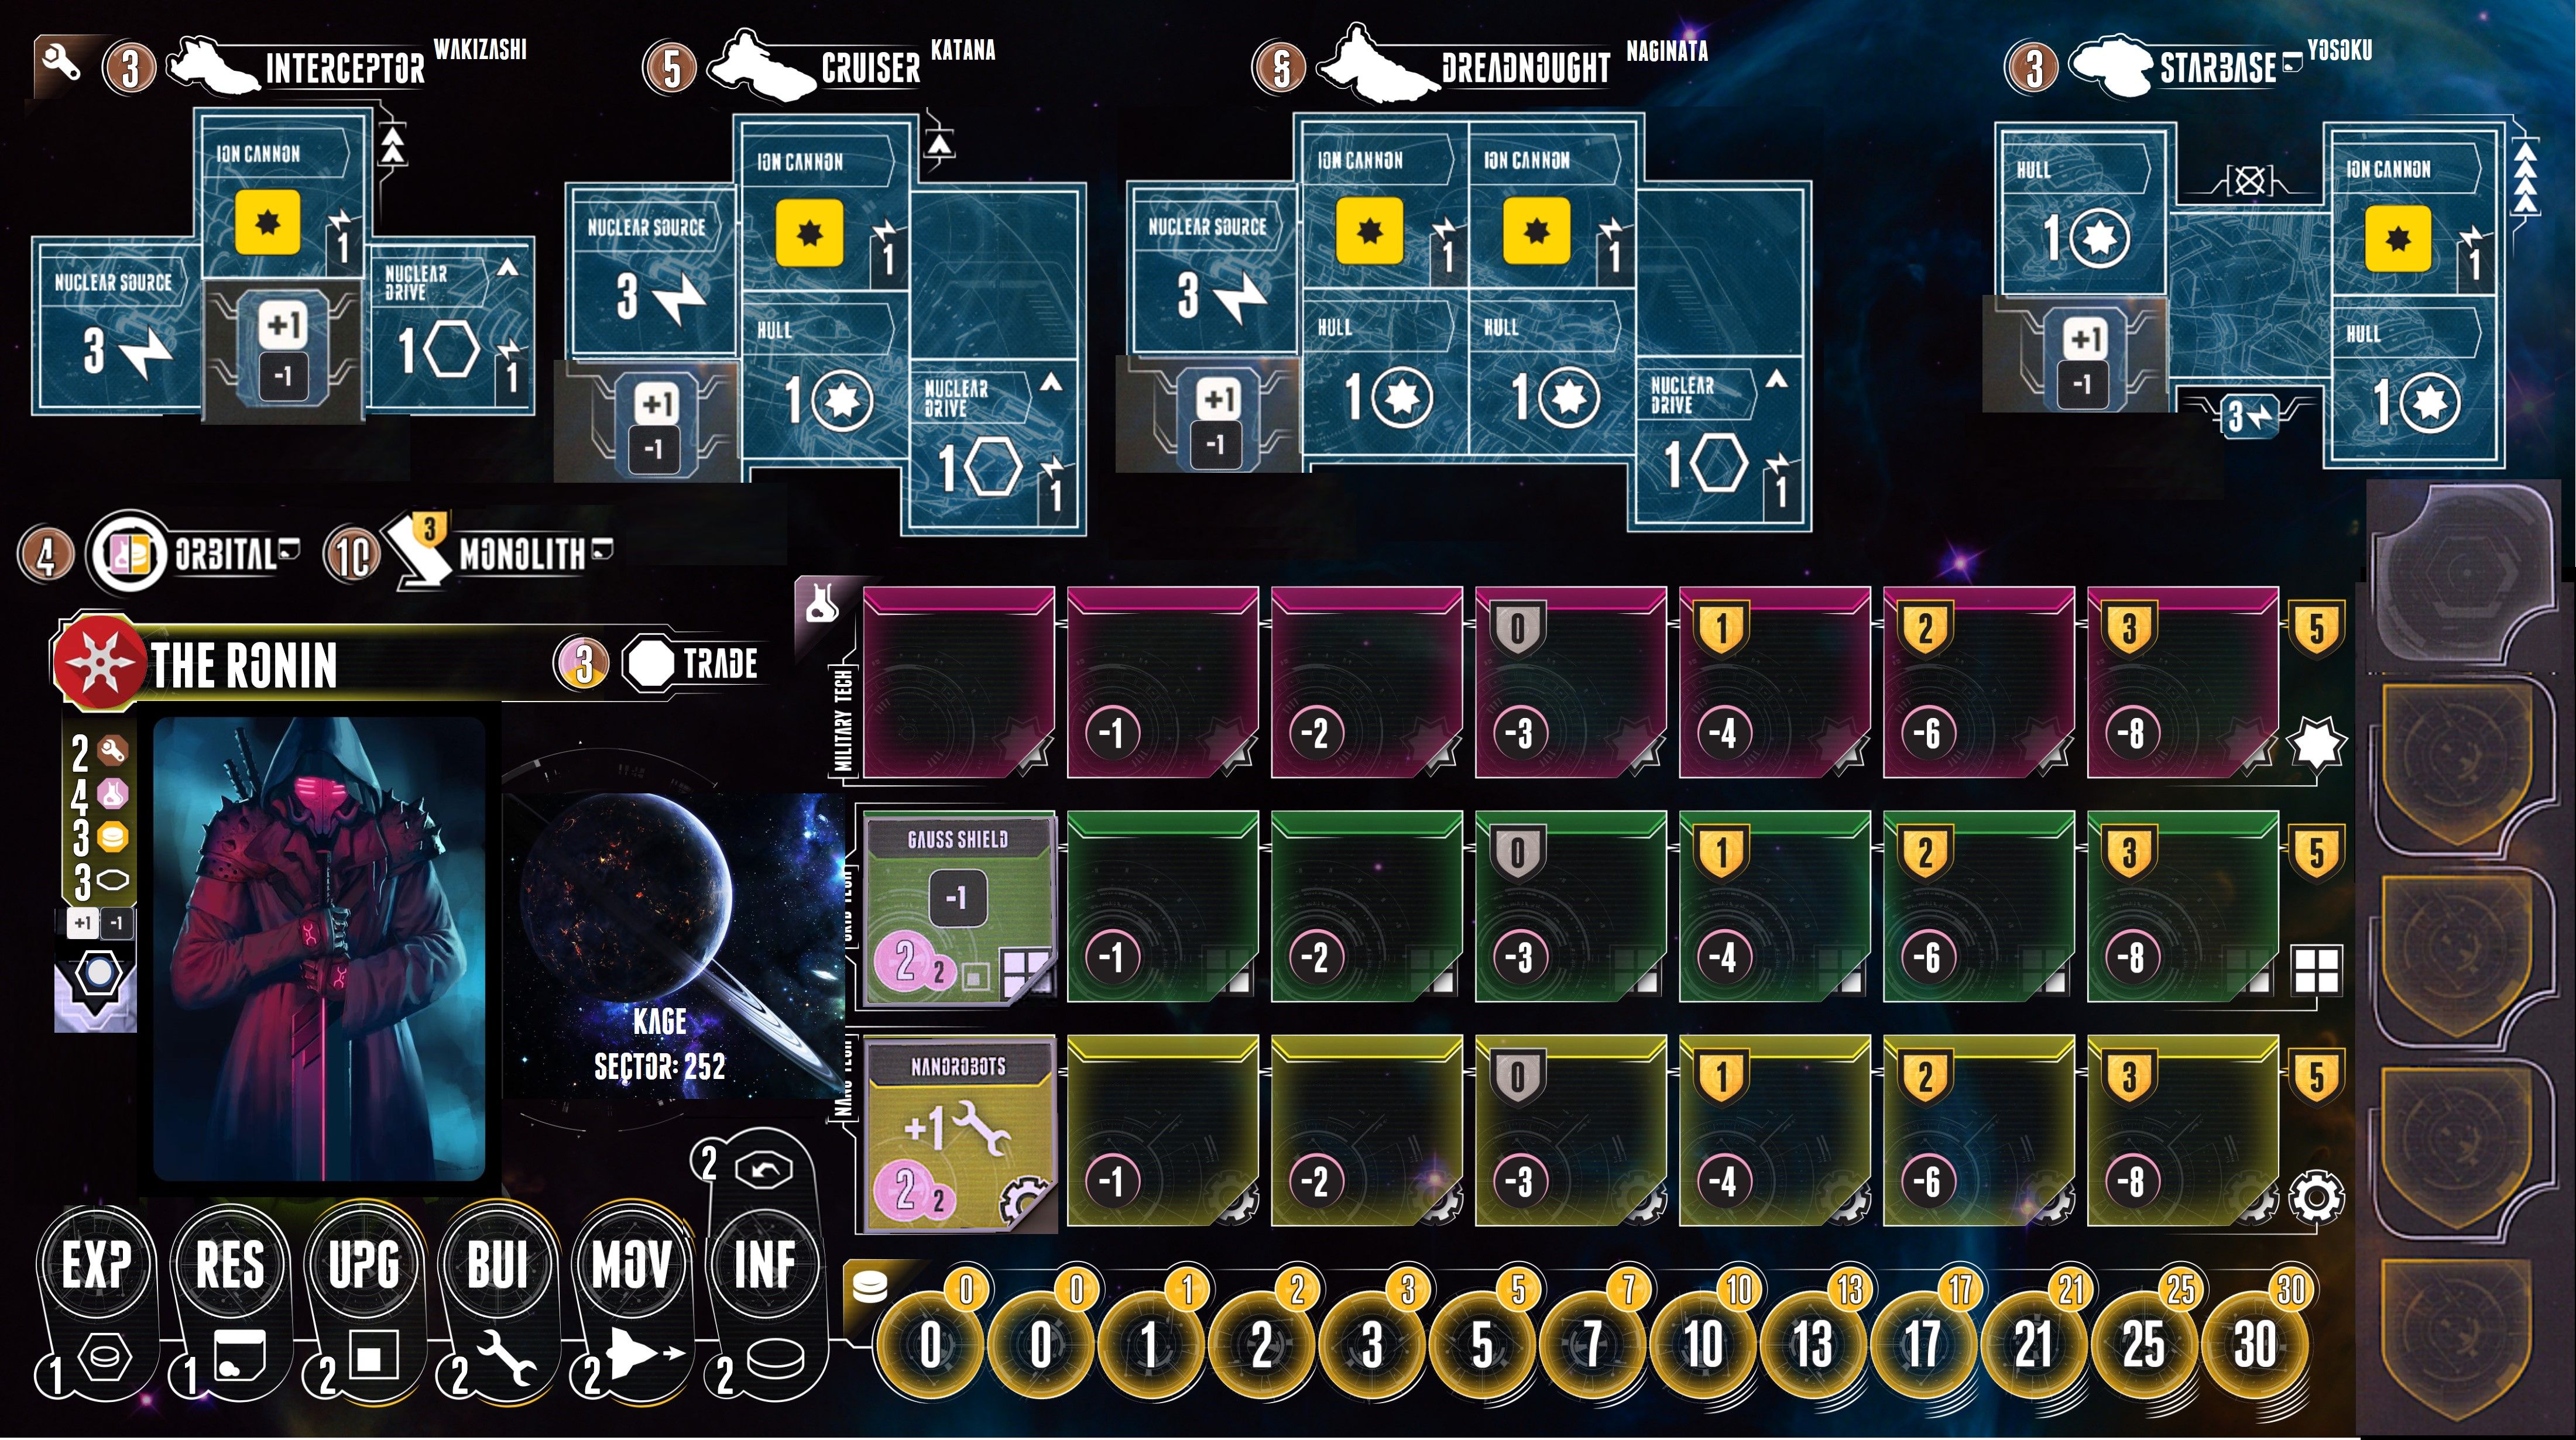 3 INTERCEPTOR WAKIZASHI
5 CRUISER KATANA
8 DREADNOUGHT NAGINATA
3 STARBASE YOSOKU
ION CANNON
1
NUCLEAR SOURCE
3
+1
-1
NUCLEAR
DRIVE
1
1
ION CANNON
1
NUCLEAR SOURCE
3
+1
-1
HULL
1
NUCLEAR
DRIVE
1
1
ION CANNON
1
ION CANNON
1
NUCLEAR SOURCE
3
+1
-1
HULL
1
HULL
1
NUCLEAR
DRIVE
1
1
HULL
1
+1
-1
3
ION CANNON
1
HULL
1
4 ORBITAL
10 3 MONOLITH
THE RONIN
3 TRADE
2
4
3
3
+1 -1
KAGE
SECTOR: 252
MILITARY TECH
0 1 2 3 5
-1 -2 -3 -4 -6 -8
GAUSS SHIELD
-1
2 2
0 1 2 3 5
-1 -2 -3 -4 -6 -8
NANOROBOTS
+1
2 2
0 1 2 3 5
-1 -2 -3 -4 -6 -8
2
EXP RES UPG BUI MOV INF
1 1 2 2 2 2
0 0 1 2 3 5 7 10 13 17 21 25 30
0 0 1 2 3 5 7 10 13 17 21 25 30